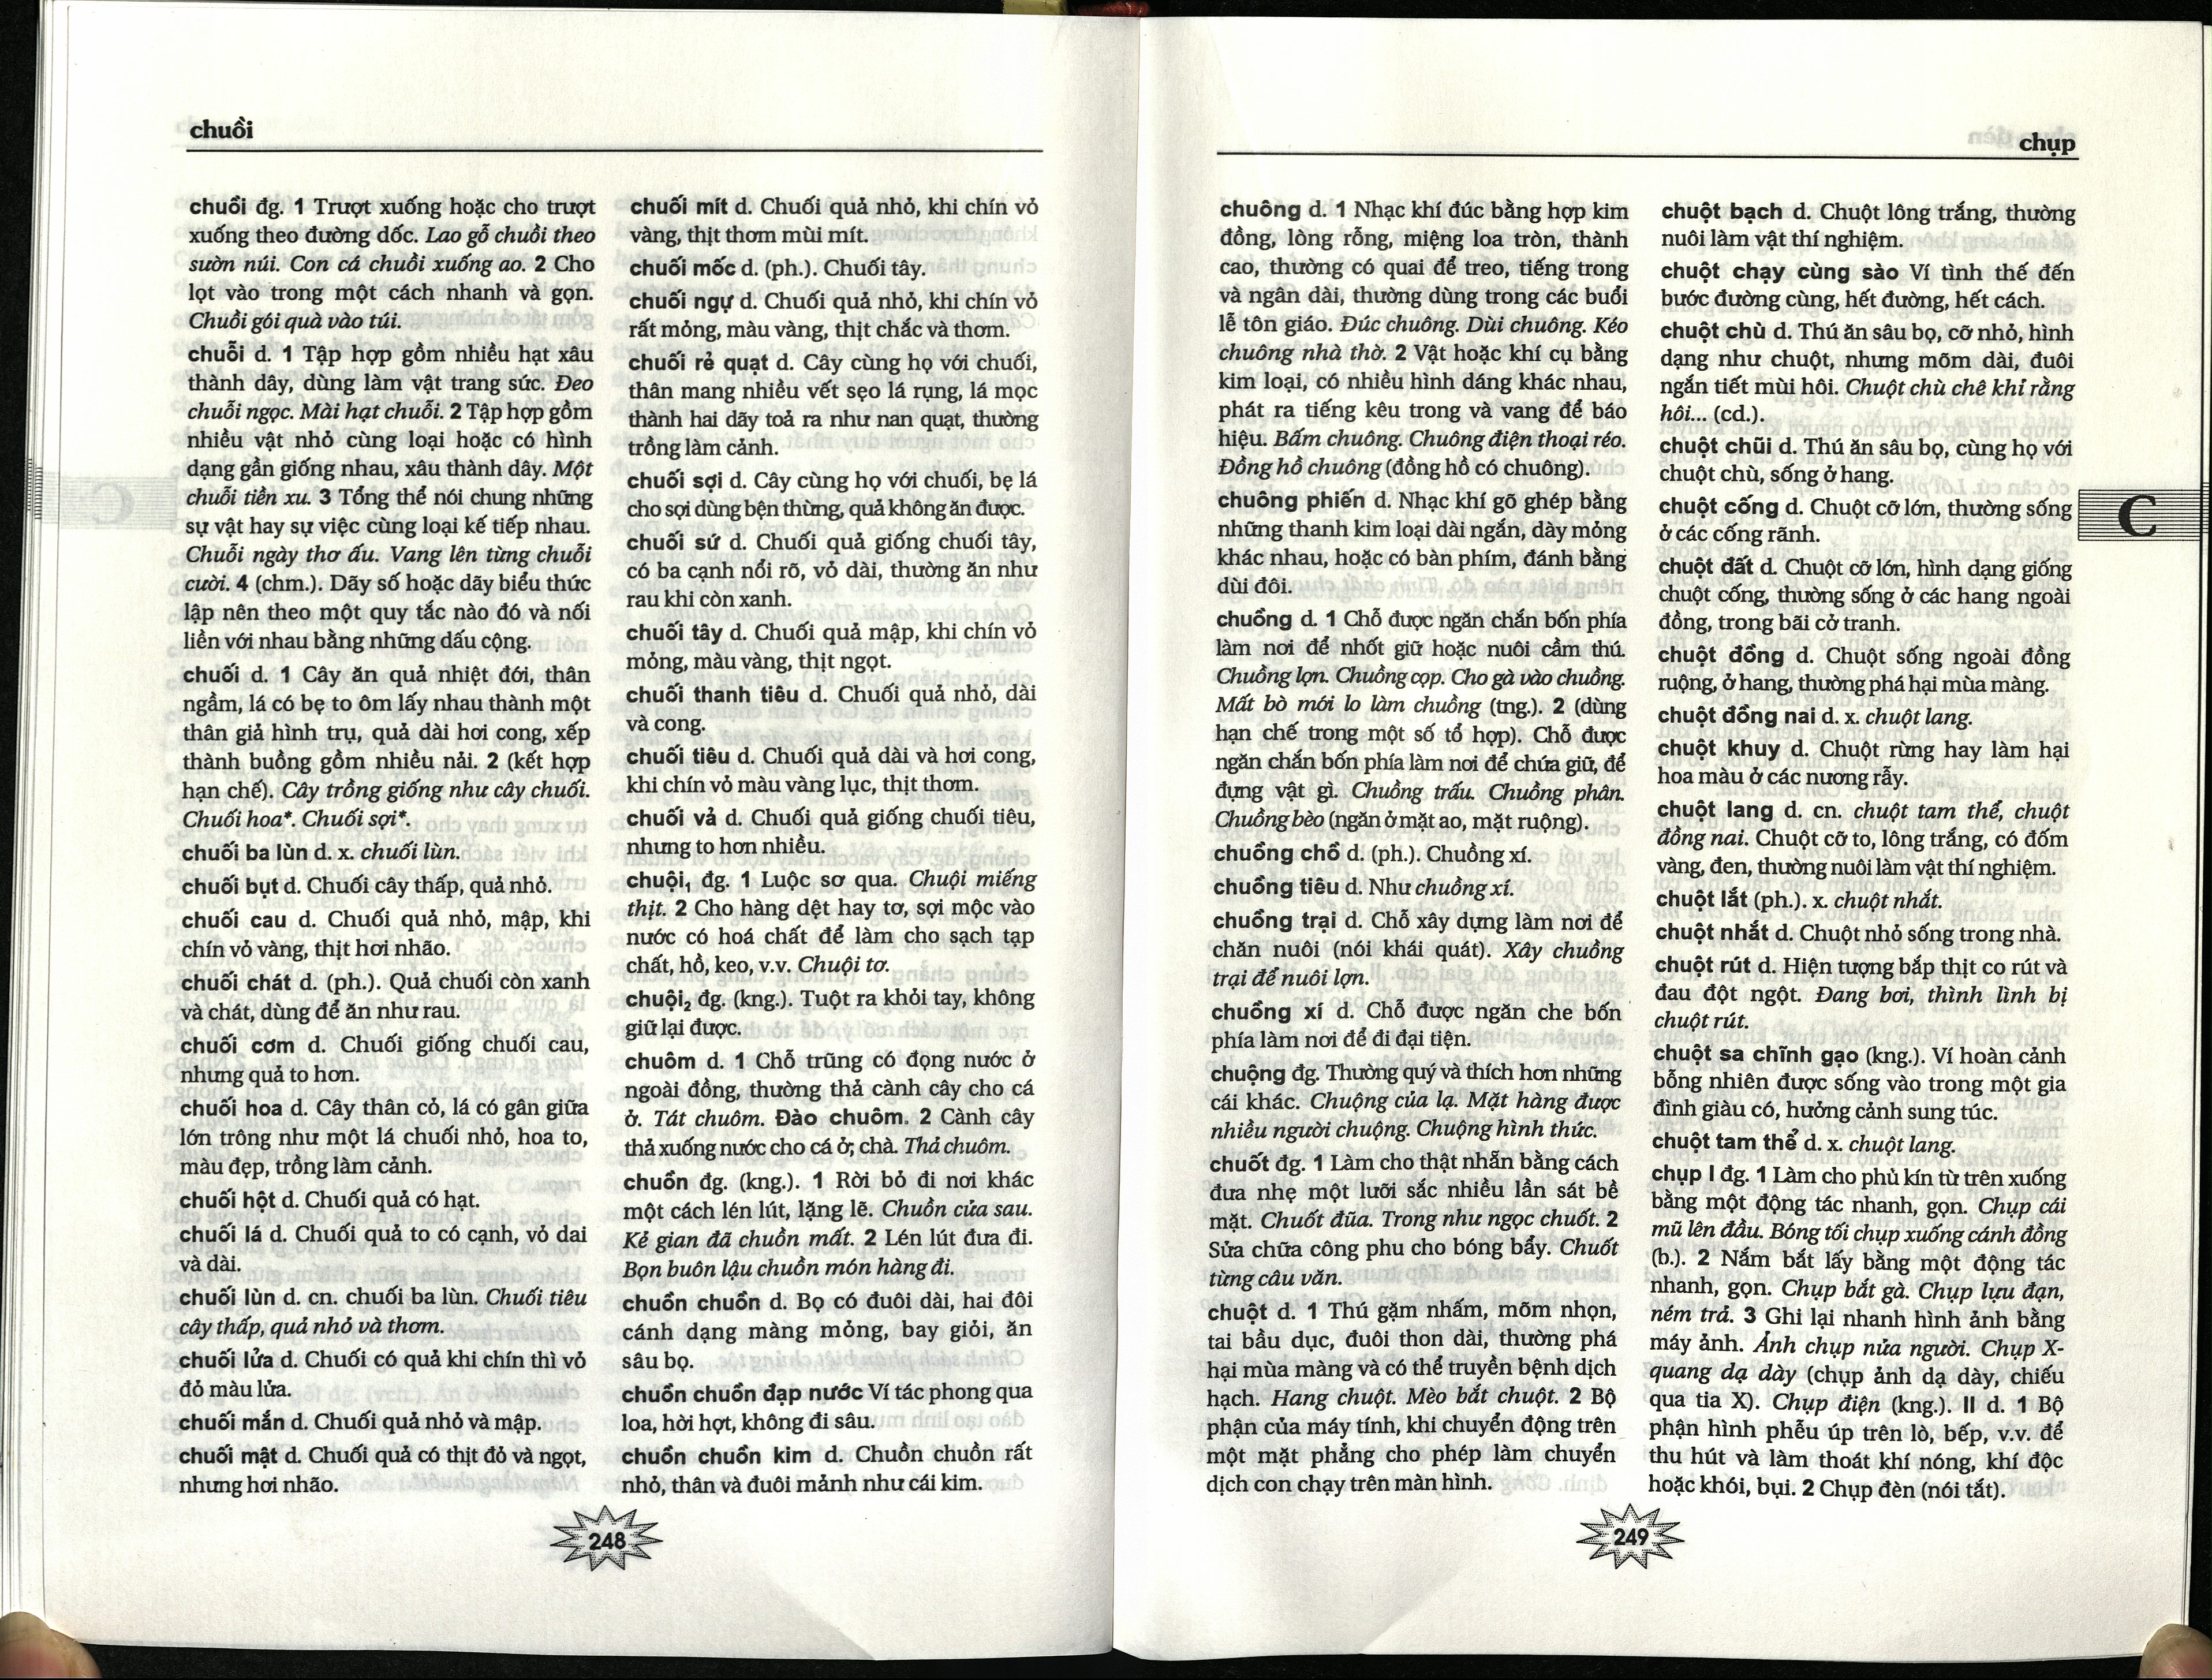 chuồi
chuồi đg. 1 Trượt xuống hoặc cho trượt
xuống theo đường dốc. Lao gỗ chuồi theo
sườn núi. Con cá chuồi xuống ao. 2 Cho
lọt vào trong một cách nhanh và gọn.
Chuồi gói quà vào túi.
chuỗi d. 1 Tập hợp gồm nhiều hạt xâu
thành dây, dùng làm vật trang sức. Đeo
chuỗi ngọc. Mài hạt chuỗi. 2 Tập hợp gồm
nhiều vật nhỏ cùng loại hoặc có hình
dạng gần giống nhau, xâu thành dây. Một
chuỗi tiền xu. 3 Tổng thể nói chung những
sự vật hay sự việc cùng loại kế tiếp nhau.
Chuỗi ngày thơ ấu. Vang lên từng chuỗi
cười. 4 (chm.). Dãy số hoặc dãy biểu thức
lập nên theo một quy tắc nào đó và nối
liền với nhau bằng những dấu cộng.
chuối d. 1 Cây ăn quả nhiệt đới, thân
ngầm, lá có bẹ to ôm lấy nhau thành một
thân giả hình trụ, quả dài hơi cong, xếp
thành buồng gồm nhiều nải. 2 (kết hợp
hạn chế). Cây trồng giống như cây chuối.
Chuối hoa*. Chuối sợi*.
chuối ba lùn d. x. chuối lùn.
chuối bụt d. Chuối cây thấp, quả nhỏ.
chuối cau d. Chuối quả nhỏ, mập, khi
chín vỏ vàng, thịt hơi nhão.
chuối chát d. (ph.). Quả chuối còn xanh
và chát, dùng để ăn như rau.
chuối cơm d. Chuối giống chuối cau,
nhưng quả to hơn.
chuối hoa d. Cây thân cỏ, lá có gân giữa
lớn trông như một lá chuối nhỏ, hoa to,
màu đẹp, trồng làm cảnh.
chuối hột d. Chuối quả có hạt.
chuối lá d. Chuối quả to có cạnh, vỏ dai
và dài.
chuối lùn d. cn. chuối ba lùn. Chuối tiêu
cây thấp, quả nhỏ và thơm.
chuối lửa d. Chuối có quả khi chín thì vỏ
đỏ màu lửa.
chuối mắn d. Chuối quả nhỏ và mập.
chuối mật d. Chuối quả có thịt đỏ và ngọt,
nhưng hơi nhão.
chuối mít d. Chuối quả nhỏ, khi chín vỏ
vàng, thịt thơm mùi mít.
chuối mốc d. (ph.). Chuối tây.
chuối ngự d. Chuối quả nhỏ, khi chín vỏ
rất mỏng, màu vàng, thịt chắc và thơm.
chuối rẻ quạt d. Cây cùng họ với chuối,
thân mang nhiều vết sẹo lá rụng, lá mọc
thành hai dãy toả ra như nan quạt, thường
trồng làm cảnh.
chuối sợi d. Cây cùng họ với chuối, bẹ lá
cho sợi dùng bện thừng, quả không ăn được.
chuối sứ d. Chuối quả giống chuối tây,
có ba cạnh nổi rõ, vỏ dài, thường ăn như
rau khi còn xanh.
chuối tây d. Chuối quả mập, khi chín vỏ
mỏng, màu vàng, thịt ngọt.
chuối thanh tiêu d. Chuối quả nhỏ, dài
và cong.
chuối tiêu d. Chuối quả dài và hơi cong,
khi chín vỏ màu vàng lục, thịt thơm.
chuối vả d. Chuối quả giống chuối tiêu,
nhưng to hơn nhiều.
chuội₁ đg. 1 Luộc sơ qua. Chuội miếng
thịt. 2 Cho hàng dệt hay tơ, sợi mộc vào
nước có hoá chất để làm cho sạch tạp
chất, hồ, keo, v.v. Chuội tơ.
chuội₂ đg. (kng.). Tuột ra khỏi tay, không
giữ lại được.
chuôm d. 1 Chỗ trũng có đọng nước ở
ngoài đồng, thường thả cành cây cho cá
ở. Tát chuôm. Đào chuôm. 2 Cành cây
thả xuống nước cho cá ở; chà. Thả chuôm.
chuồn đg. (kng.). 1 Rời bỏ đi nơi khác
một cách lén lút, lặng lẽ. Chuồn cửa sau.
Kẻ gian đã chuồn mất. 2 Lén lút đưa đi.
Bọn buôn lậu chuồn món hàng đi.
chuồn chuồn d. Bọ có đuôi dài, hai đôi
cánh dạng màng mỏng, bay giỏi, ăn
sâu bọ.
chuồn chuồn đạp nước Ví tác phong qua
loa, hời hợt, không đi sâu.
chuồn chuồn kim d. Chuồn chuồn rất
nhỏ, thân và đuôi mảnh như cái kim.
248
chụp
chuông d. 1 Nhạc khí đúc bằng hợp kim
đồng, lòng rỗng, miệng loa tròn, thành
cao, thường có quai để treo, tiếng trong
và ngân dài, thường dùng trong các buổi
lễ tôn giáo. Đúc chuông. Dùi chuông. Kéo
chuông nhà thờ. 2 Vật hoặc khí cụ bằng
kim loại, có nhiều hình dáng khác nhau,
phát ra tiếng kêu trong và vang để báo
hiệu. Bấm chuông. Chuông điện thoại réo.
Đồng hồ chuông (đồng hồ có chuông).
chuông phiến d. Nhạc khí gõ ghép bằng
những thanh kim loại dài ngắn, dày mỏng
khác nhau, hoặc có bàn phím, đánh bằng
dùi đôi.
chuồng d. 1 Chỗ được ngăn chắn bốn phía
làm nơi để nhốt giữ hoặc nuôi cầm thú.
Chuồng lợn. Chuồng cọp. Cho gà vào chuồng.
Mất bò mới lo làm chuồng (tng.). 2 (dùng
hạn chế trong một số tổ hợp). Chỗ được
ngăn chắn bốn phía làm nơi để chứa giữ, để
đựng vật gì. Chuồng trấu. Chuồng phân.
Chuồng bèo (ngăn ở mặt ao, mặt ruộng).
chuồng chồ d. (ph.). Chuồng xí.
chuồng tiêu d. Như chuồng xí.
chuồng trại d. Chỗ xây dựng làm nơi để
chăn nuôi (nói khái quát). Xây chuồng
trại để nuôi lợn.
chuồng xí d. Chỗ được ngăn che bốn
phía làm nơi để đi đại tiện.
chuộng đg. Thường quý và thích hơn những
cái khác. Chuộng của lạ. Mặt hàng được
nhiều người chuộng. Chuộng hình thức.
chuốt đg. 1 Làm cho thật nhẵn bằng cách
đưa nhẹ một lưỡi sắc nhiều lần sát bề
mặt. Chuốt đũa. Trong như ngọc chuốt. 2
Sửa chữa công phu cho bóng bẩy. Chuốt
từng câu văn.
chuột d. 1 Thú gặm nhấm, mõm nhọn,
tai bầu dục, đuôi thon dài, thường phá
hại mùa màng và có thể truyền bệnh dịch
hạch. Hang chuột. Mèo bắt chuột. 2 Bộ
phận của máy tính, khi chuyển động trên
một mặt phẳng cho phép làm chuyển
dịch con chạy trên màn hình.
chuột bạch d. Chuột lông trắng, thường
nuôi làm vật thí nghiệm.
chuột chạy cùng sào Ví tình thế đến
bước đường cùng, hết đường, hết cách.
chuột chù d. Thú ăn sâu bọ, cỡ nhỏ, hình
dạng như chuột, nhưng mõm dài, đuôi
ngắn tiết mùi hôi. Chuột chù chê khỉ rằng
hôi... (cd.).
chuột chũi d. Thú ăn sâu bọ, cùng họ với
chuột chù, sống ở hang.
chuột cống d. Chuột cỡ lớn, thường sống
ở các cống rãnh.
chuột đất d. Chuột cỡ lớn, hình dạng giống
chuột cống, thường sống ở các hang ngoài
đồng, trong bãi cở tranh.
chuột đồng d. Chuột sống ngoài đồng
ruộng, ở hang, thường phá hại mùa màng.
chuột đồng nai d. x. chuột lang.
chuột khuy d. Chuột rừng hay làm hại
hoa màu ở các nương rẫy.
chuột lang d. cn. chuột tam thể, chuột
đồng nai. Chuột cỡ to, lông trắng, có đốm
vàng, đen, thường nuôi làm vật thí nghiệm.
chuột lắt (ph.). x. chuột nhắt.
chuột nhắt d. Chuột nhỏ sống trong nhà.
chuột rút d. Hiện tượng bắp thịt co rút và
đau đột ngột. Đang bơi, thình lình bị
chuột rút.
chuột sa chĩnh gạo (kng.). Ví hoàn cảnh
bỗng nhiên được sống vào trong một gia
đình giàu có, hưởng cảnh sung túc.
chuột tam thể d. x. chuột lang.
chụp I đg. 1 Làm cho phủ kín từ trên xuống
bằng một động tác nhanh, gọn. Chụp cái
mũ lên đầu. Bóng tối chụp xuống cánh đồng
(b.). 2 Nắm bắt lấy bằng một động tác
nhanh, gọn. Chụp bắt gà. Chụp lựu đạn,
ném trả. 3 Ghi lại nhanh hình ảnh bằng
máy ảnh. Ảnh chụp nửa người. Chụp X-
quang dạ dày (chụp ảnh dạ dày, chiếu
qua tia X). Chụp điện (kng.). II d. 1 Bộ
phận hình phễu úp trên lò, bếp, v.v. để
thu hút và làm thoát khí nóng, khí độc
hoặc khói, bụi. 2 Chụp đèn (nói tắt).
C
249